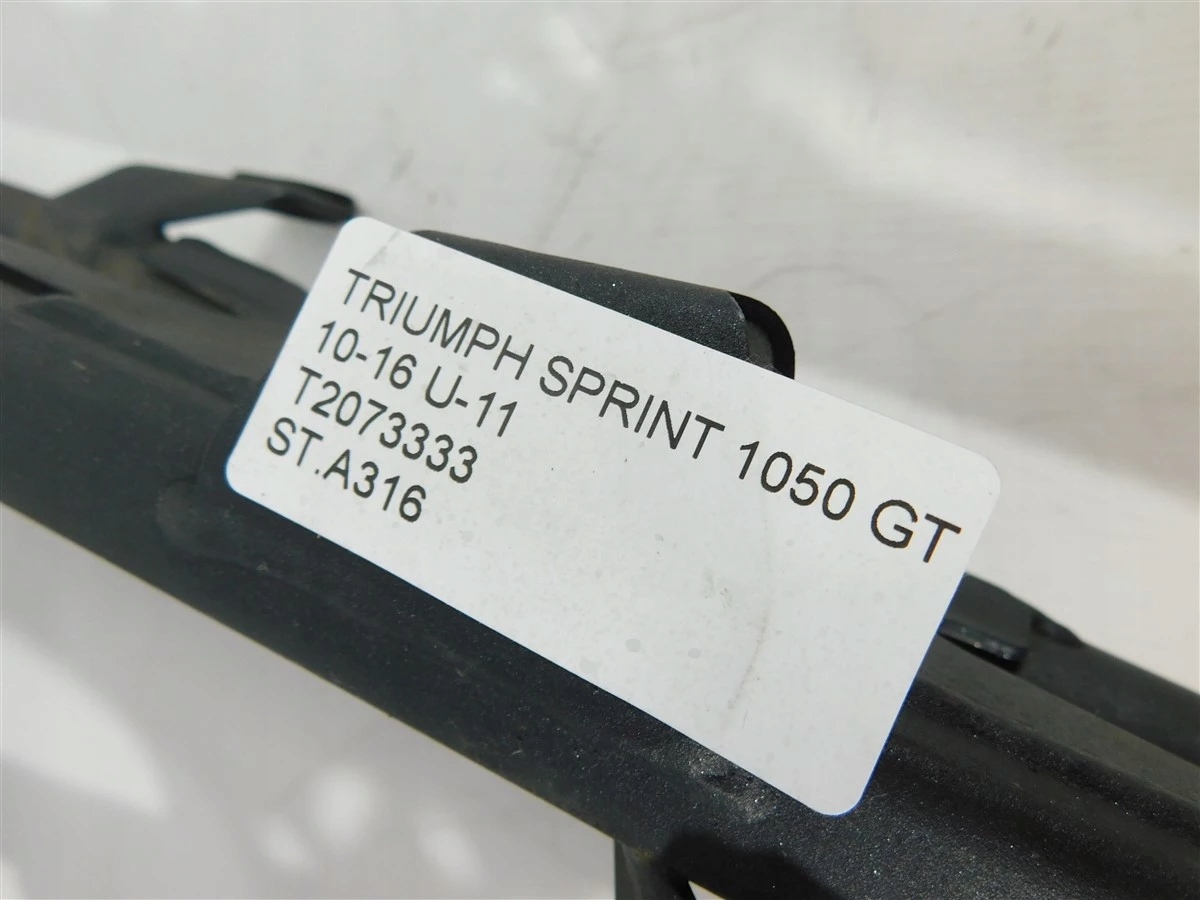 TRIUMPH SPRINT 1050 GT
10-16 U-11
T2073333
ST.A316